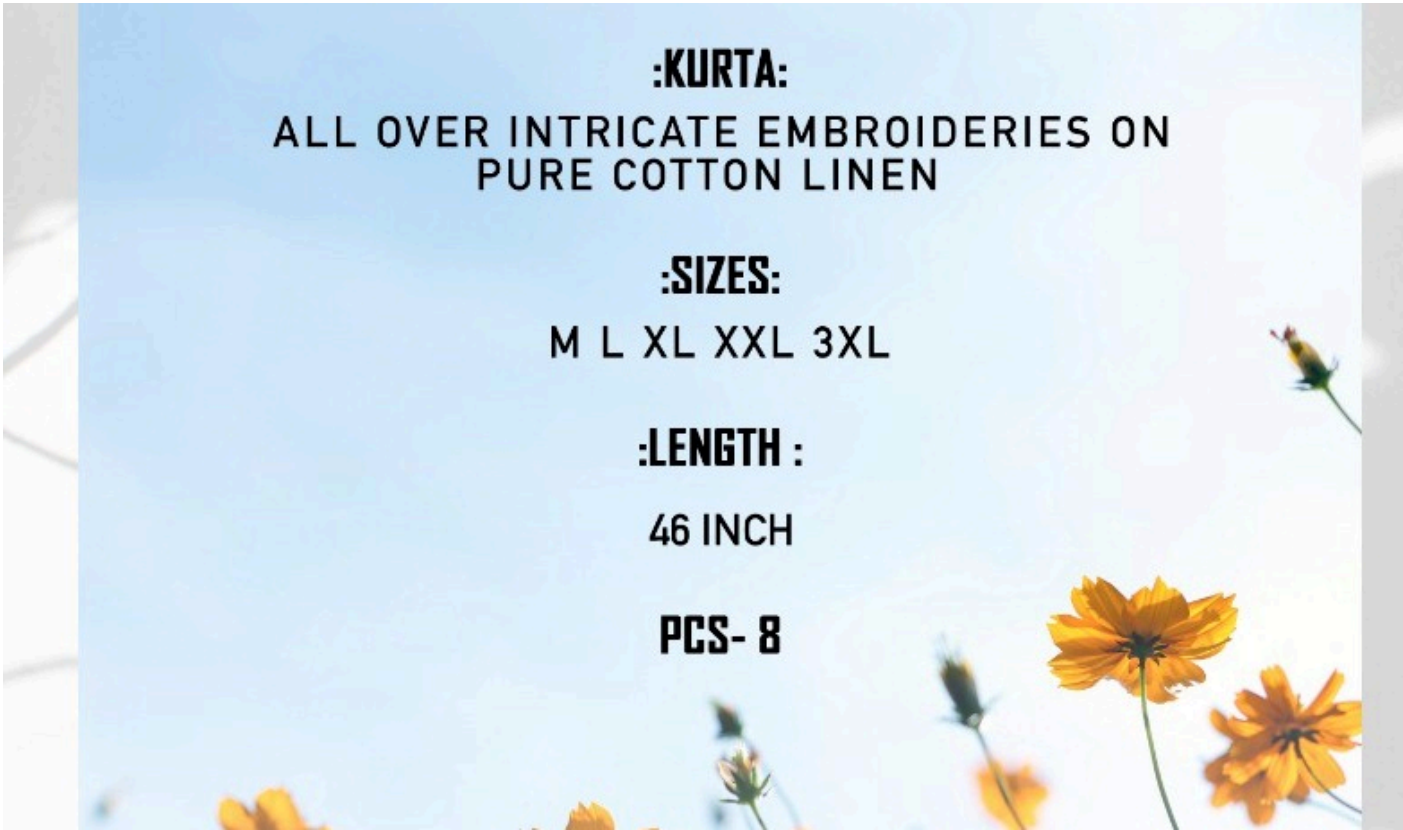 :KURTA:
ALL OVER INTRICATE EMBROIDERIES ON
PURE COTTON LINEN
:SIZES:
M L XL XXL 3XL
:LENGTH :
46 INCH
PCS- 8